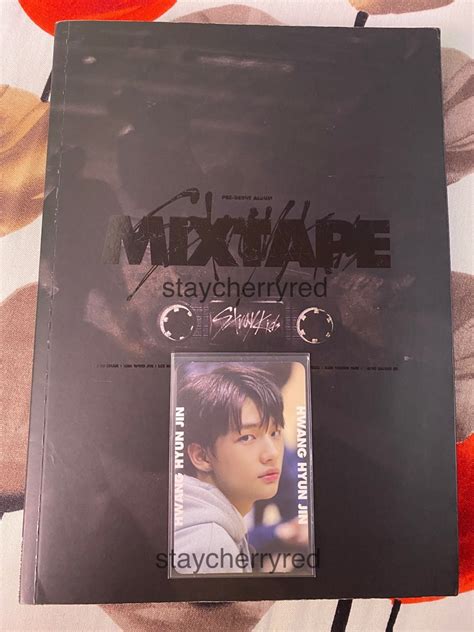 PRE-DEBUT ALBUM
MIXTAPE
staycherryred
Stray Kids
HWANG HYUN JIN
HWANG HYUN JIN
staycherryred